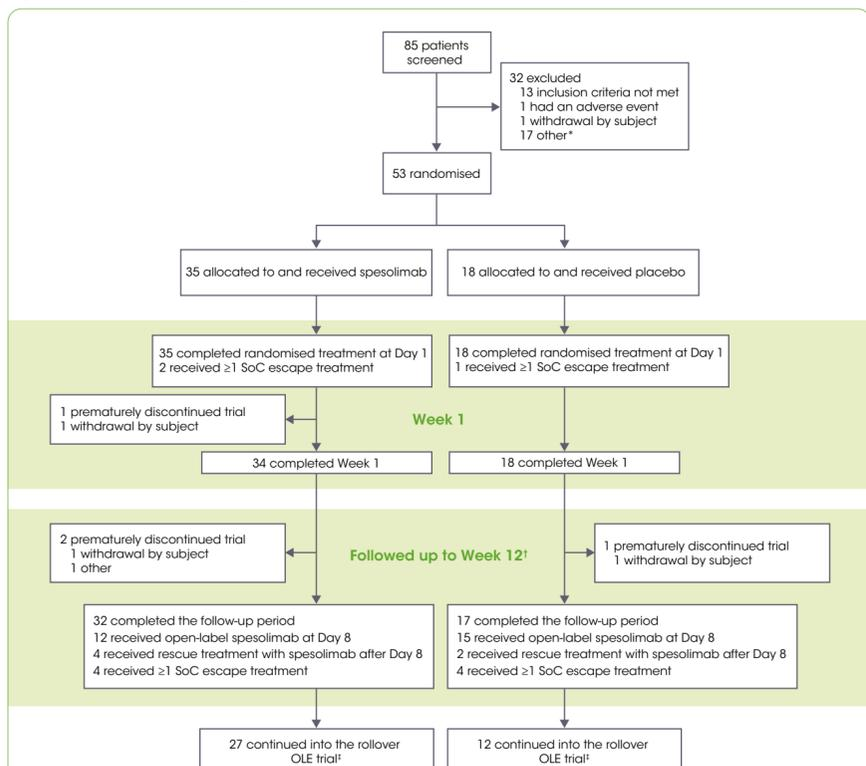 85 patients
screened
32 excluded
13 inclusion criteria not met
1 had an adverse event
1 withdrawal by subject
17 other*
53 randomised
35 allocated to and received spesolimab
18 allocated to and received placebo
35 completed randomised treatment at Day 1
2 received ≥1 SoC escape treatment
18 completed randomised treatment at Day 1
1 received ≥1 SoC escape treatment
1 prematurely discontinued trial
1 withdrawal by subject
Week 1
34 completed Week 1
18 completed Week 1
2 prematurely discontinued trial
1 withdrawal by subject
1 other
Followed up to Week 12†
1 prematurely discontinued trial
1 withdrawal by subject
32 completed the follow-up period
12 received open-label spesolimab at Day 8
4 received rescue treatment with spesolimab after Day 8
4 received ≥1 SoC escape treatment
17 completed the follow-up period
15 received open-label spesolimab at Day 8
2 received rescue treatment with spesolimab after Day 8
4 received ≥1 SoC escape treatment
27 continued into the rollover
OLE trial‡
12 continued into the rollover
OLE trial‡